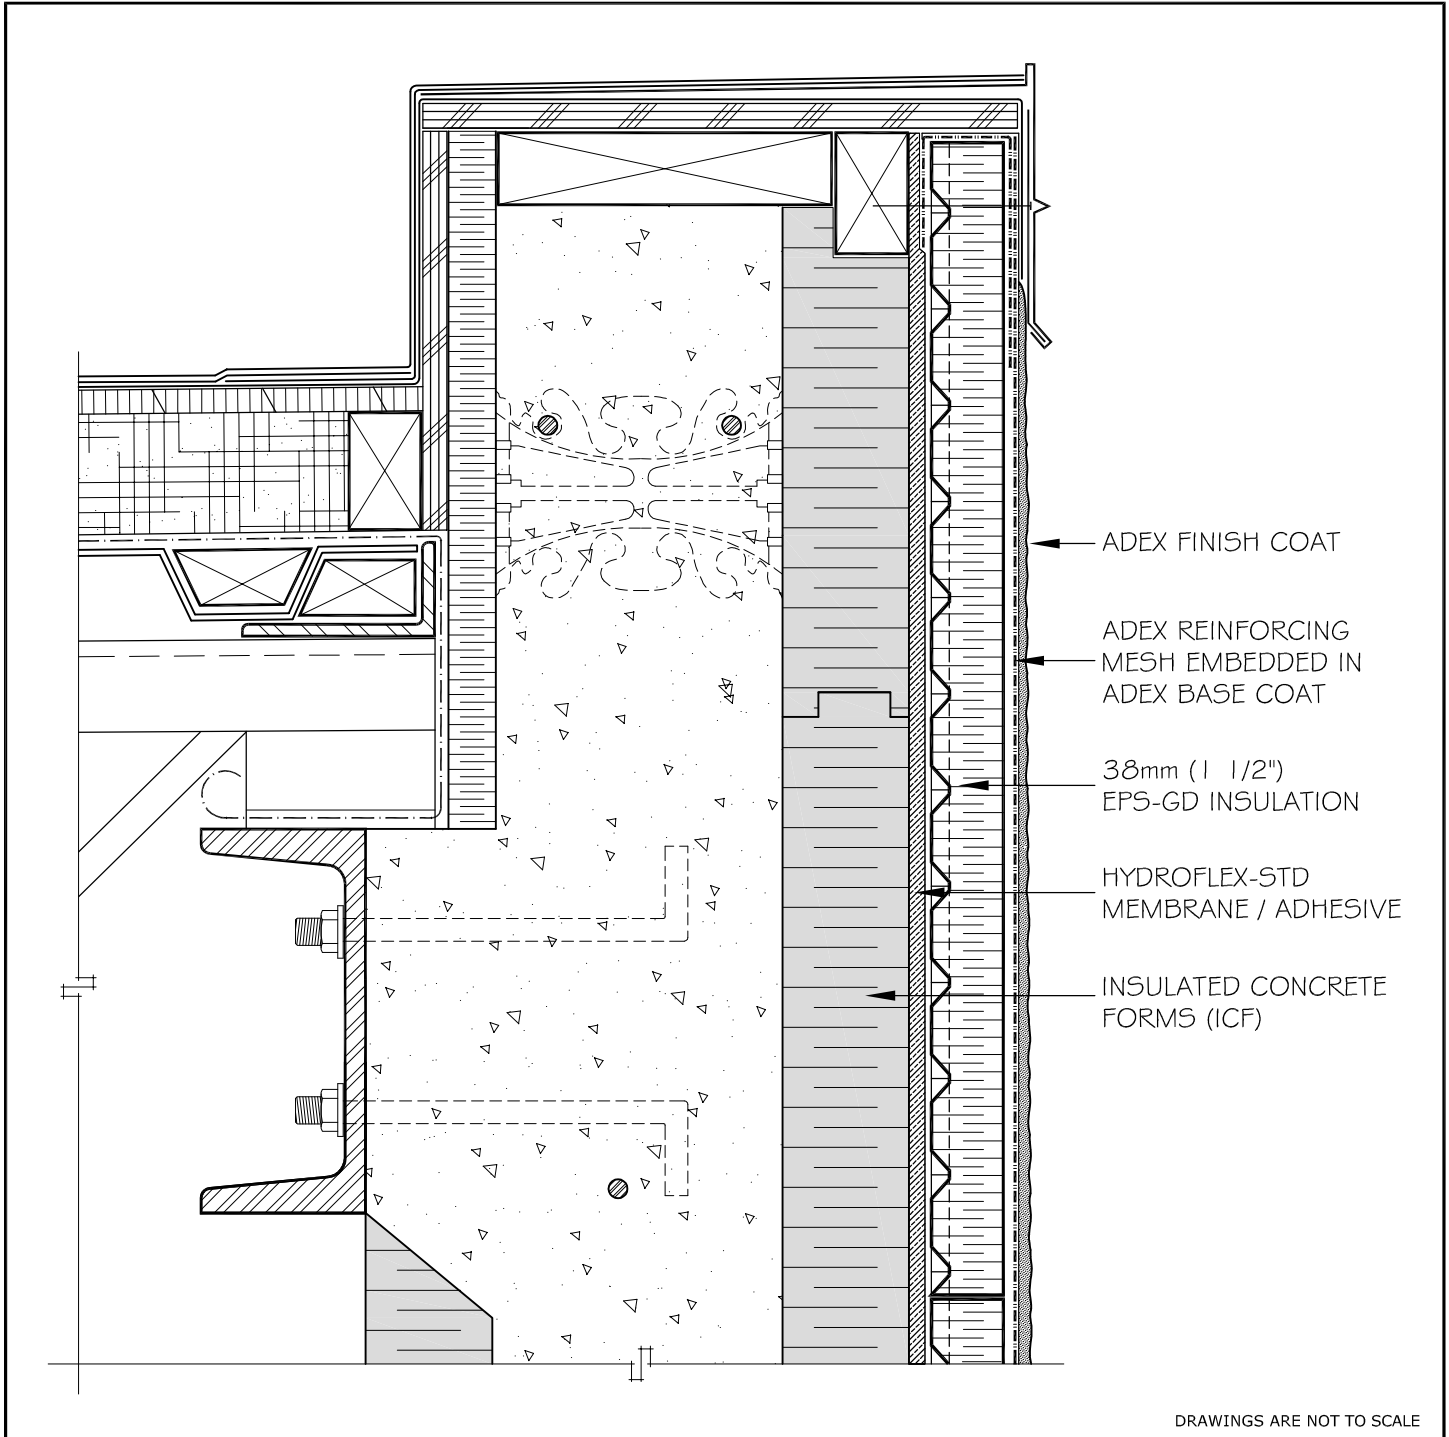 ADEX FINISH COAT
ADEX REINFORCING
MESH EMBEDDED IN
ADEX BASE COAT
38mm (1 1/2")
EPS-GD INSULATION
HYDROFLEX-STD
MEMBRANE / ADHESIVE
INSULATED CONCRETE
FORMS (ICF)
DRAWINGS ARE NOT TO SCALE